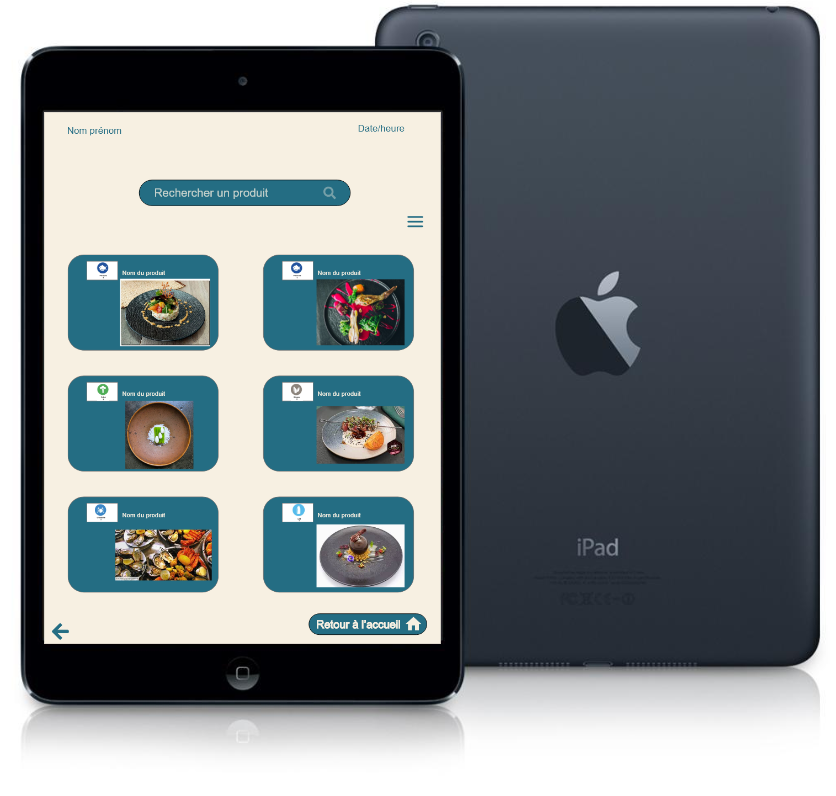 Nom prénom
Date/heure
Rechercher un produit
Nom du produit
Nom du produit
Nom du produit
Nom du produit
Nom du produit
Nom du produit
Retour à l'accueil
iPad